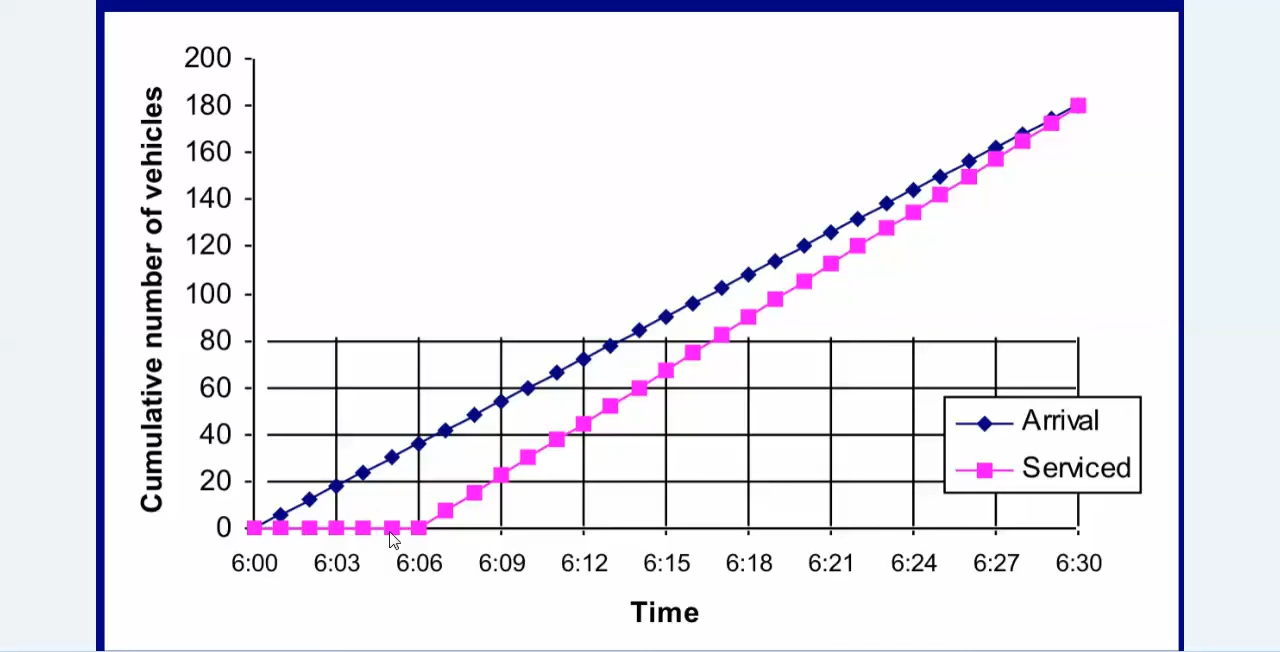 200
180
160
140
120
100
80
60
40
20
0
Cumulative number of vehicles
Arrival
Serviced
6:00 6:03 6:06 6:09 6:12 6:15 6:18 6:21 6:24 6:27 6:30
Time